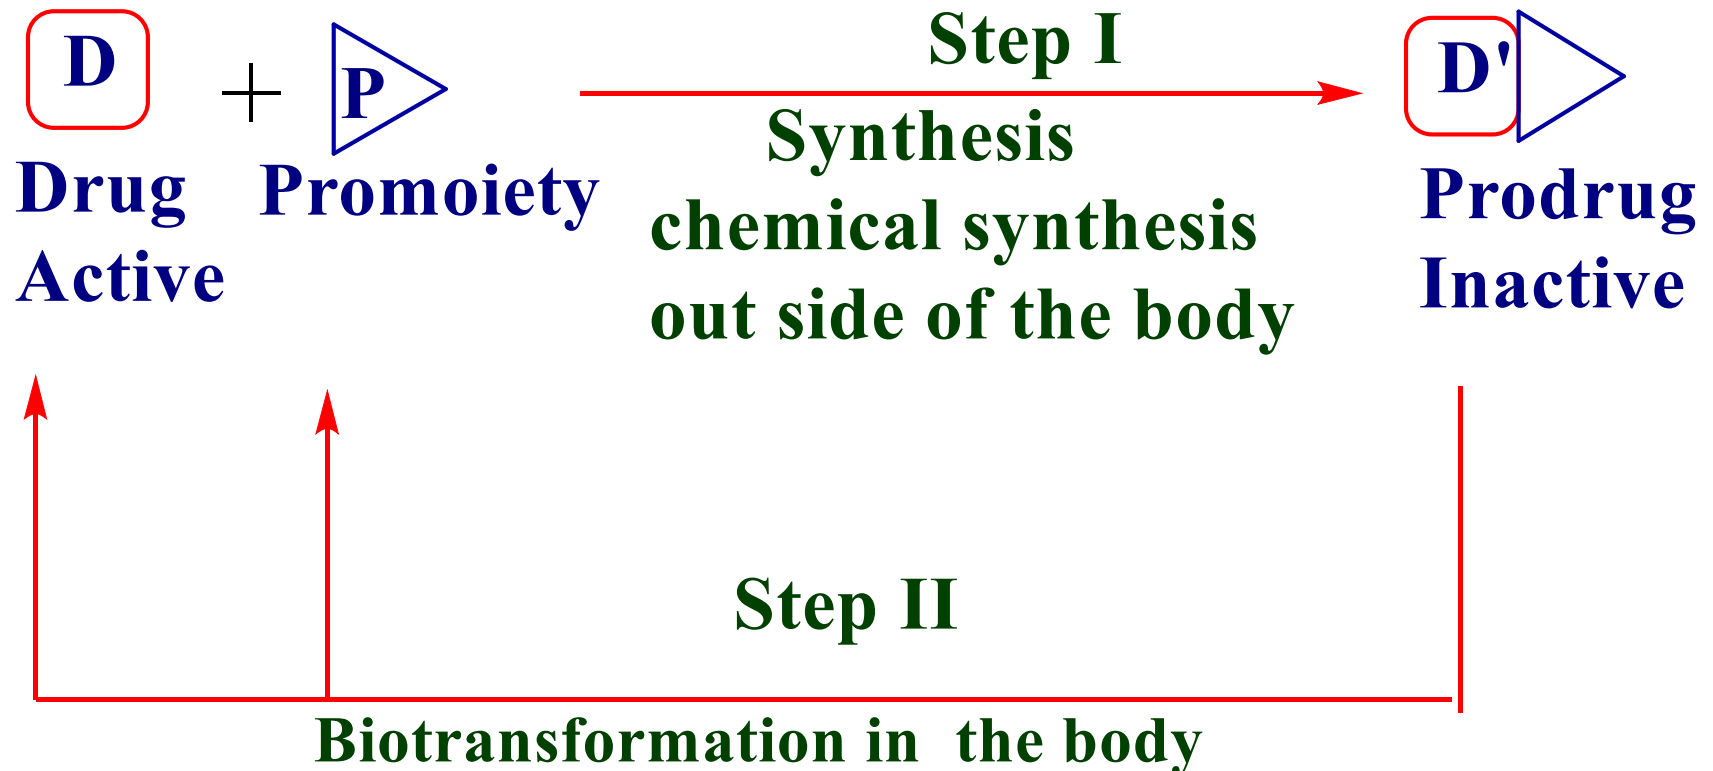 D
P
Step I
D'
Synthesis
Drug
Promoiety
Prodrug
chemical synthesis
Active
Inactive
out side of the body
Step II
Biotransformation in the body